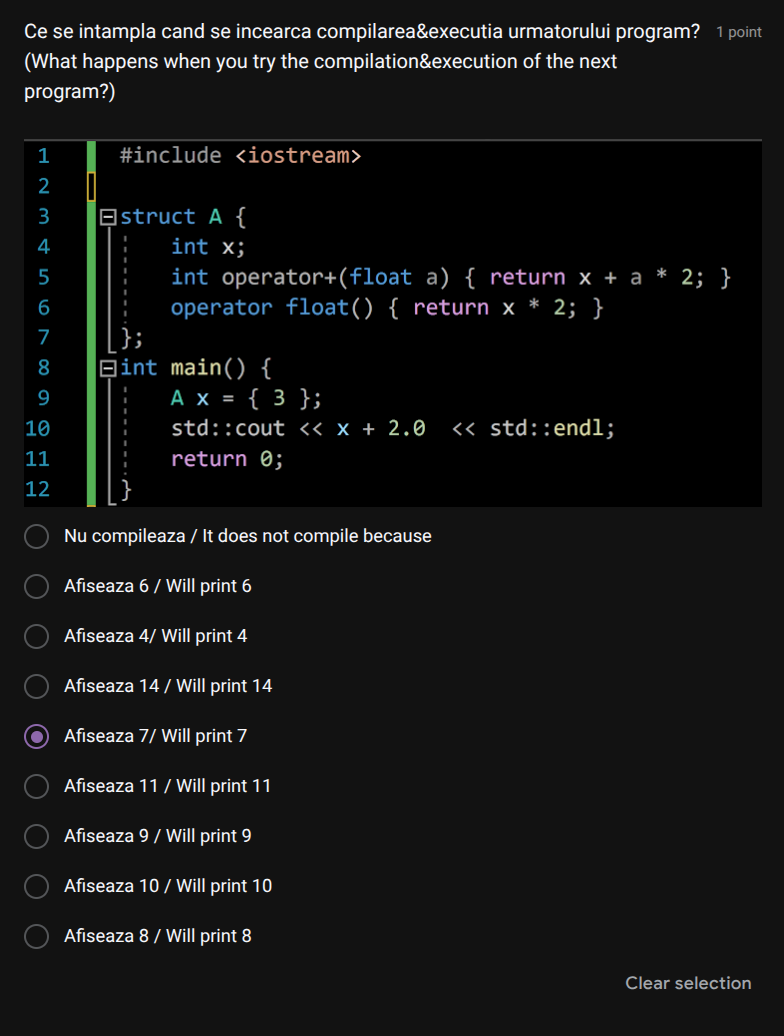 Ce se intampla cand se incearca compilarea&executia urmatorului program? 1 point
(What happens when you try the compilation&execution of the next
program?)
1 #include <iostream>
2
3 struct A {
4 int x;
5 int operator+(float a) { return x + a * 2; }
6 operator float() { return x * 2; }
7 };
8 int main() {
9 A x = { 3 };
10 std::cout << x + 2.0 << std::endl;
11 return 0;
12 }
Nu compileaza / It does not compile because
Afiseaza 6 / Will print 6
Afiseaza 4/ Will print 4
Afiseaza 14 / Will print 14
Afiseaza 7/ Will print 7
Afiseaza 11 / Will print 11
Afiseaza 9 / Will print 9
Afiseaza 10 / Will print 10
Afiseaza 8 / Will print 8
Clear selection